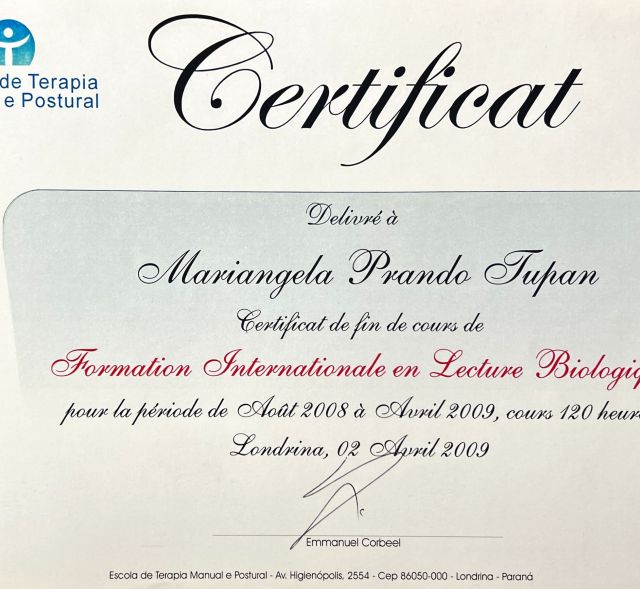 Certificat
de Terapia
e Postural
Delivré à
Mariangela Prando Tupan
Certificat de fin de cours de
Formation Internationale en Lecture Biologiq
pour la période de Août 2008 à Avril 2009, cours 120 heur
Londrina, 02 Avril 2009
Emmanuel Corbeel
Escola de Terapia Manual e Postural - Av. Higienópolis, 2554 - Cep 86050-000 - Londrina - Paraná